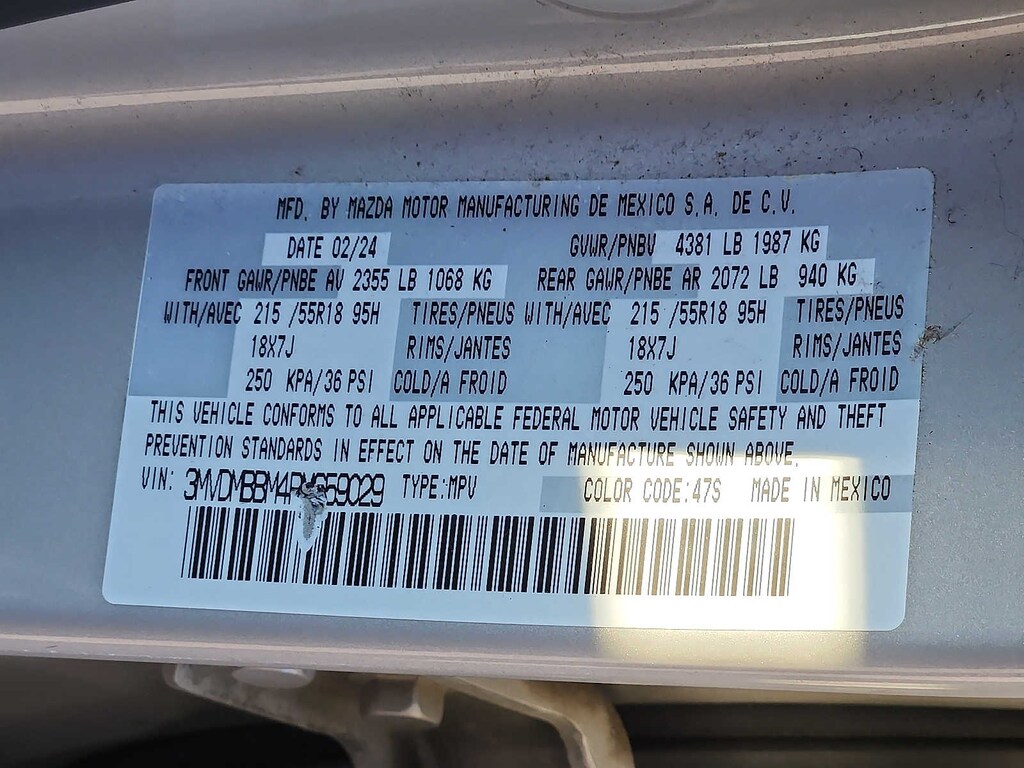 MFD. BY MAZDA MOTOR MANUFACTURING DE MEXICO S.A. DE C.V.
DATE 02/24 GVWR/PNBV 4381 LB 1987 KG
FRONT GAWR/PNBE AV 2355 LB 1068 KG REAR GAWR/PNBE AR 2072 LB 940 KG
WITH/AVEC 215 /55R18 95H TIRES/PNEUS WITH/AVEC 215 /55R18 95H TIRES/PNEUS
18X7J RIMS/JANTES 18X7J RIMS/JANTES
250 KPA/36 PSI COLD/A FROID 250 KPA/36 PSI COLD/A FROID
THIS VEHICLE CONFORMS TO ALL APPLICABLE FEDERAL MOTOR VEHICLE SAFETY AND THEFT
PREVENTION STANDARDS IN EFFECT ON THE DATE OF MANUFACTURE SHOWN ABOVE.
VIN: 3MVDMBBM4RM659029 TYPE:MPV COLOR CODE:47S MADE IN MEXICO